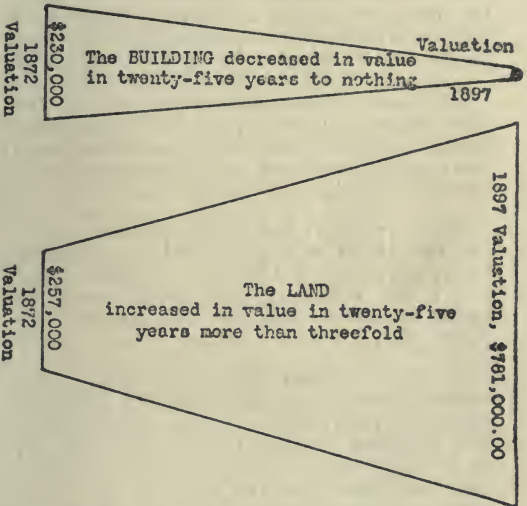 $230,000
1872
Valuation
The BUILDING decreased in value
in twenty-five years to nothing
Valuation
1897
$257,000
1872
Valuation
The LAND
increased in value in twenty-five
years more than threefold
1897 Valuation, $781,000.00